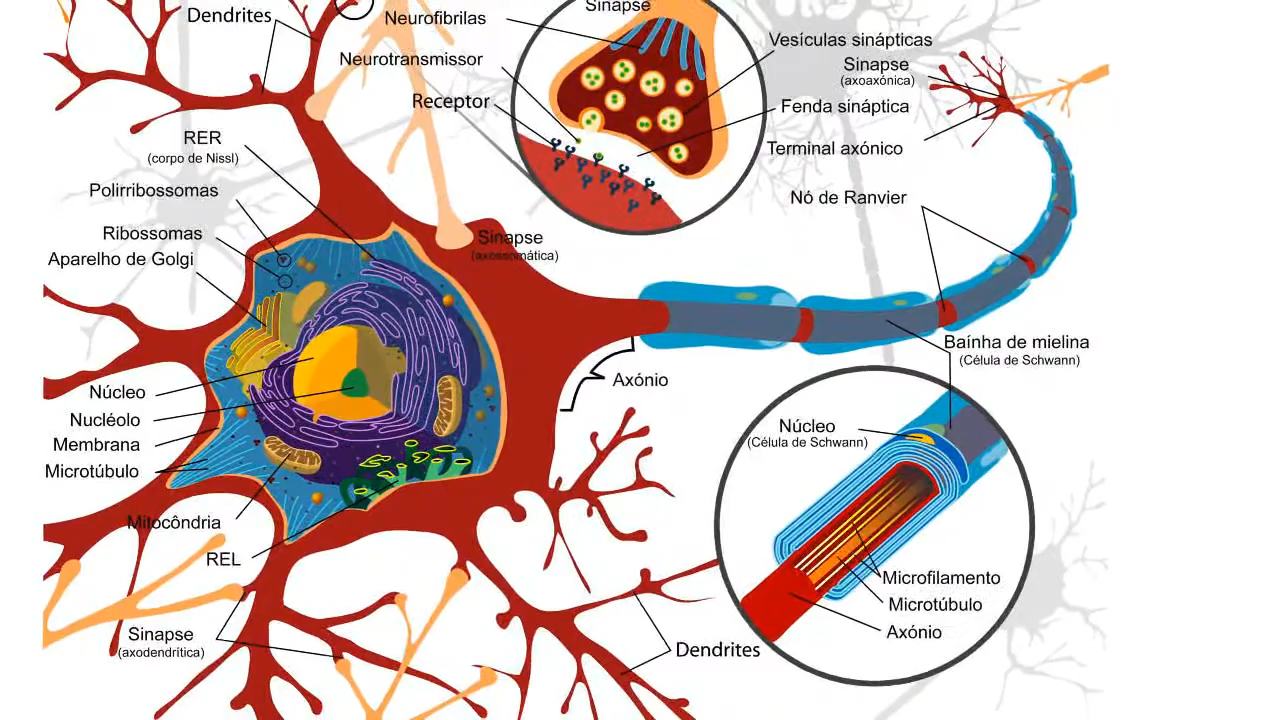 Dendrites
Neurofibrilas
Sinapse
Neurotransmissor
Receptor
Vesículas sinápticas
Sinapse
(axoaxónica)
Fenda sináptica
Terminal axónico
Nó de Ranvier
RER
(corpo de Nissl)
Polirribossomas
Ribossomas
Aparelho de Golgi
Sinapse
(axossomática)
Baínha de mielina
(Célula de Schwann)
Axónio
Núcleo
Nucléolo
Membrana
Microtúbulo
Mitocôndria
REL
Núcleo
(Célula de Schwann)
Microfilamento
Microtúbulo
Axónio
Sinapse
(axodendrítica)
Dendrites